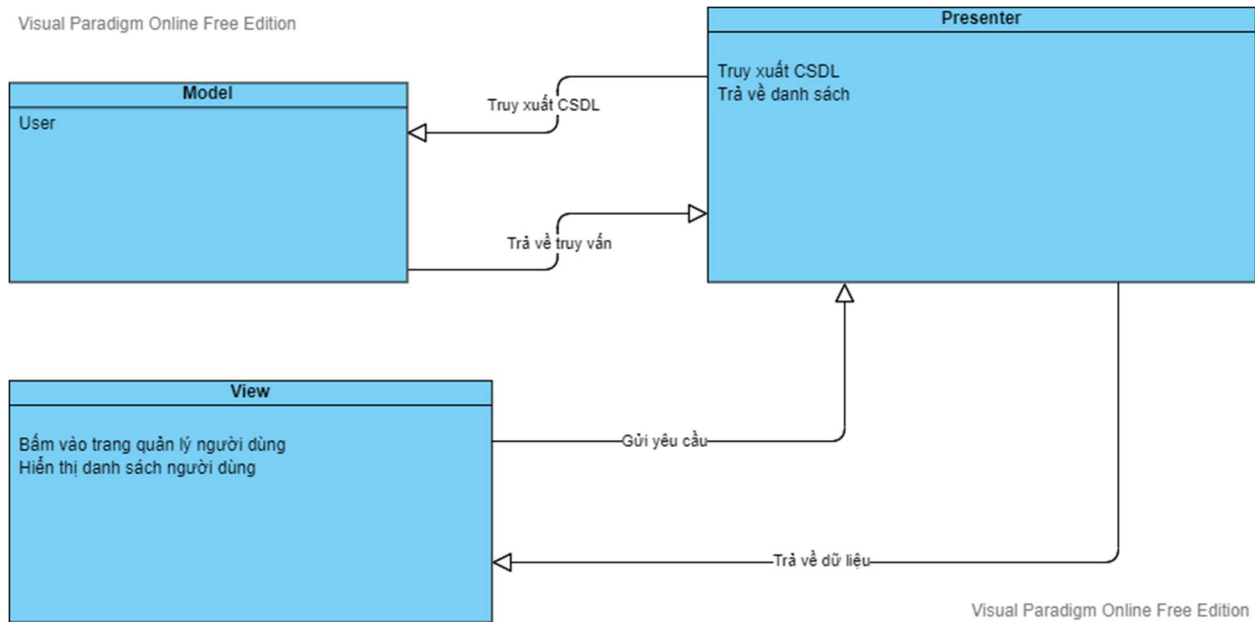 Visual Paradigm Online Free Edition
Presenter
Truy xuất CSDL
Trả về danh sách
Model
User
Truy xuất CSDL
Trả về truy vấn
View
Bấm vào trang quản lý người dùng
Hiển thị danh sách người dùng
Gửi yêu cầu
Trả về dữ liệu
Visual Paradigm Online Free Edition